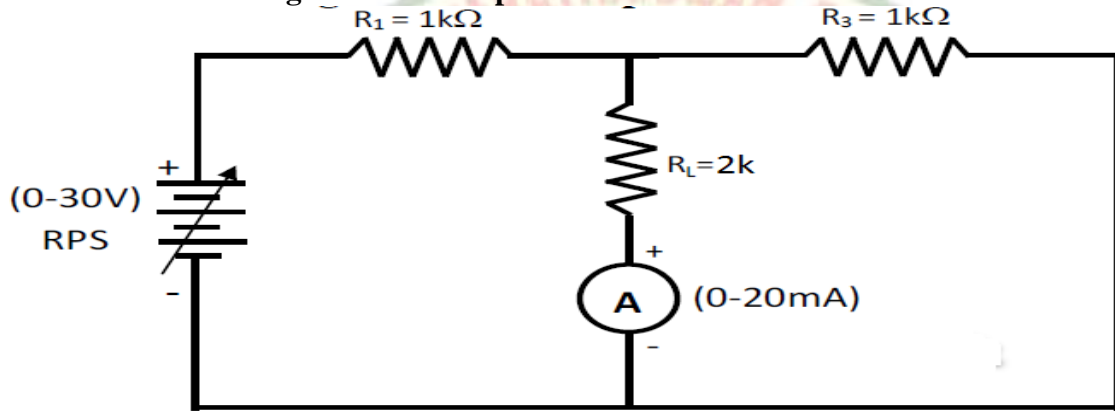 R₁ = 1kΩ
R₃ = 1kΩ
+
R_L=2k
(0-30V)
RPS
-
+
A (0-20mA)
-